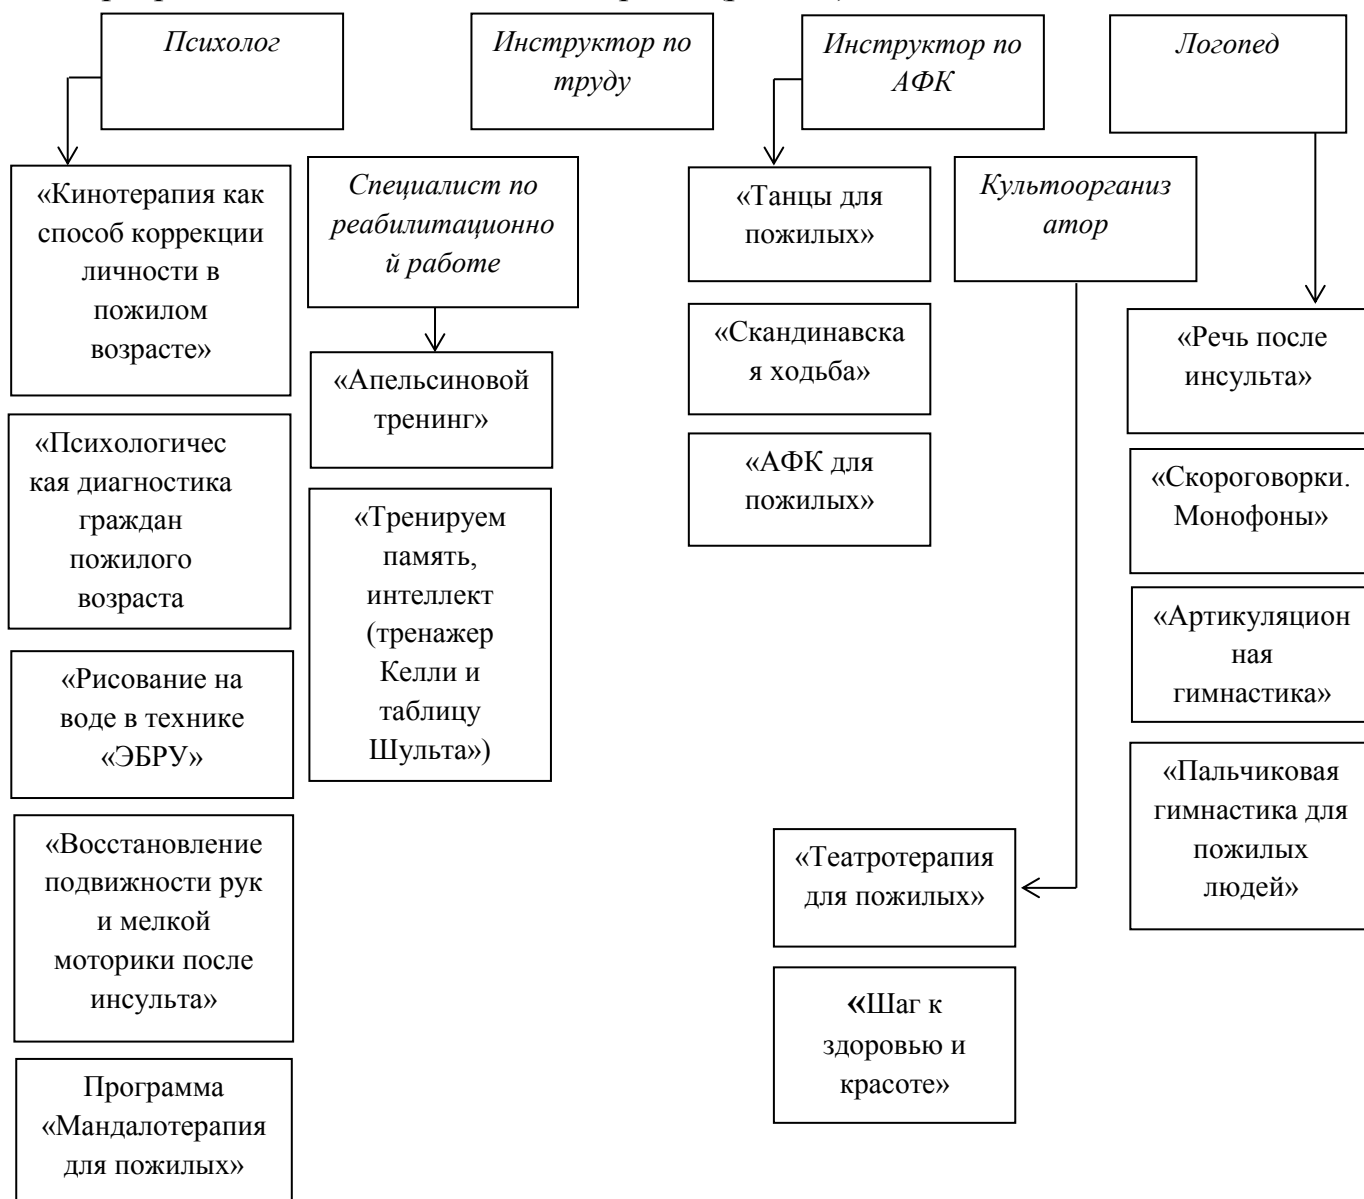 Психолог
Инструктор по
труду
Инструктор по
АФК
Логопед
«Кинотерапия как
способ коррекции
личности в
пожилом
возрасте»
Специалист по
реабилитационно
й работе
«Танцы для
пожилых»
Культоорганиз
атор
«Скандинавска
я ходьба»
«Речь после
инсульта»
«Апельсиновой
тренинг»
«Психологичес
кая диагностика
граждан
пожилого
возраста
«АФК для
пожилых»
«Скороговорки.
Монофоны»
«Тренируем
память,
интеллект
(тренажер
Келли и
таблицу
Шульта»)
«Артикуляцион
ная
гимнастика»
«Рисование на
воде в технике
«ЭБРУ»
«Пальчиковая
гимнастика для
пожилых
людей»
«Восстановление
подвижности рук
и мелкой
моторики после
инсульта»
«Театротерапия
для пожилых»
«Шаг к
здоровью и
красоте»
Программа
«Мандалотерапия
для пожилых»